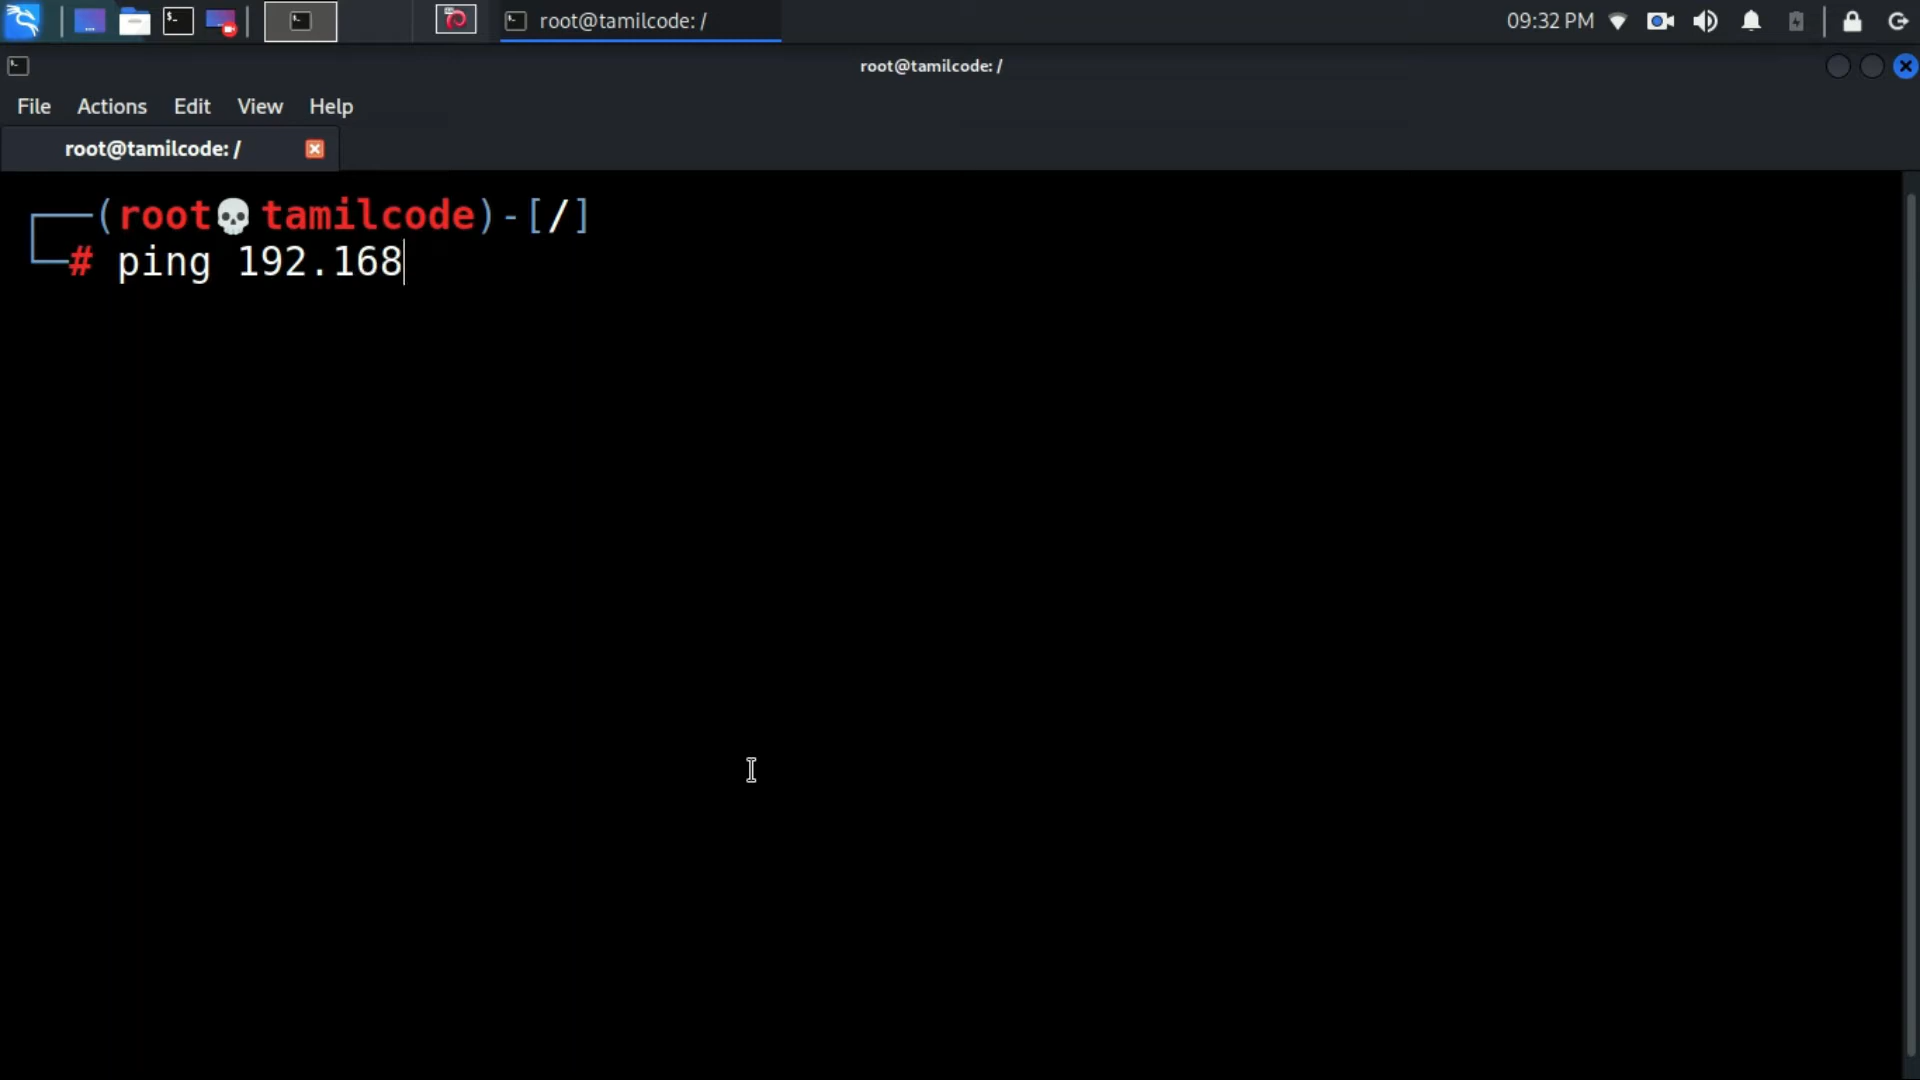 root@tamilcode: /
09:32 PM
root@tamilcode: /
File Actions Edit View Help
root@tamilcode: /
(root💀tamilcode)-[/]
# ping 192.168